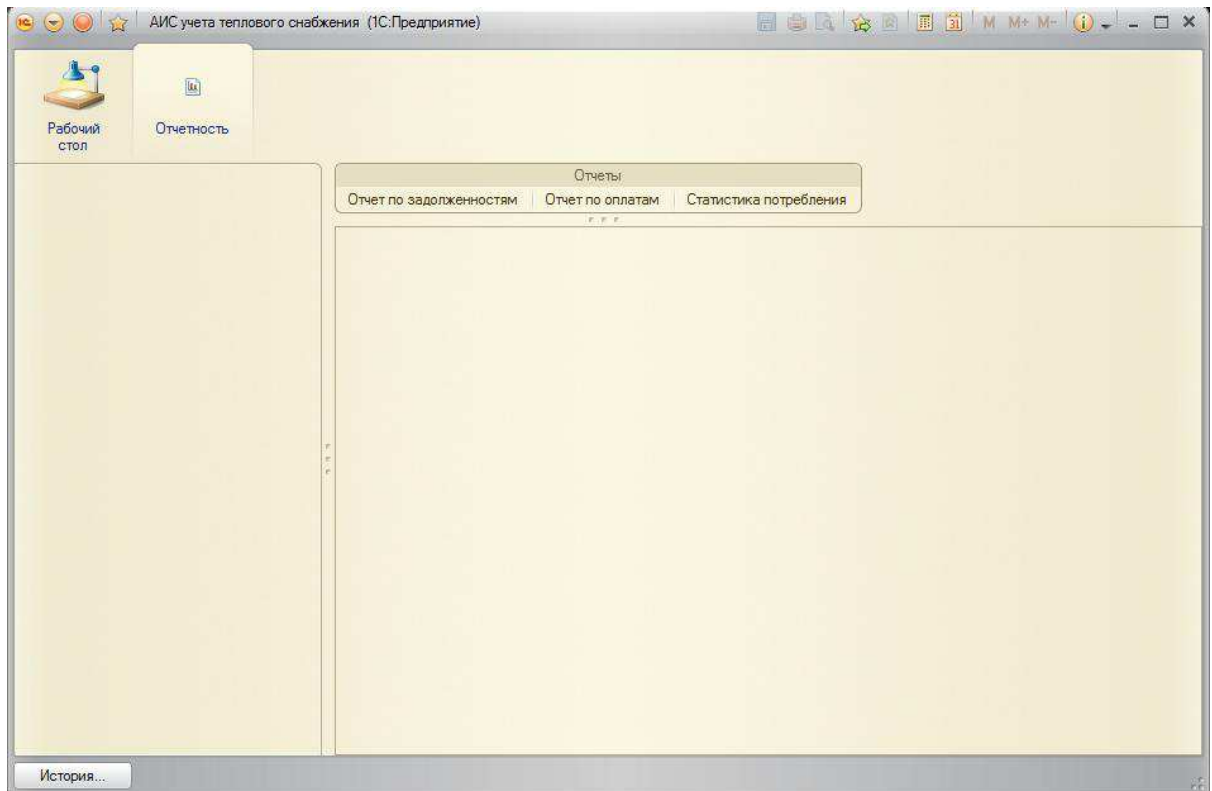 АИС учета теплового снабжения (1С:Предприятие)
31 M M+ M-
Рабочий
стол
Отчетность
Отчеты
Отчет по задолженностям Отчет по оплатам Статистика потребления
История...